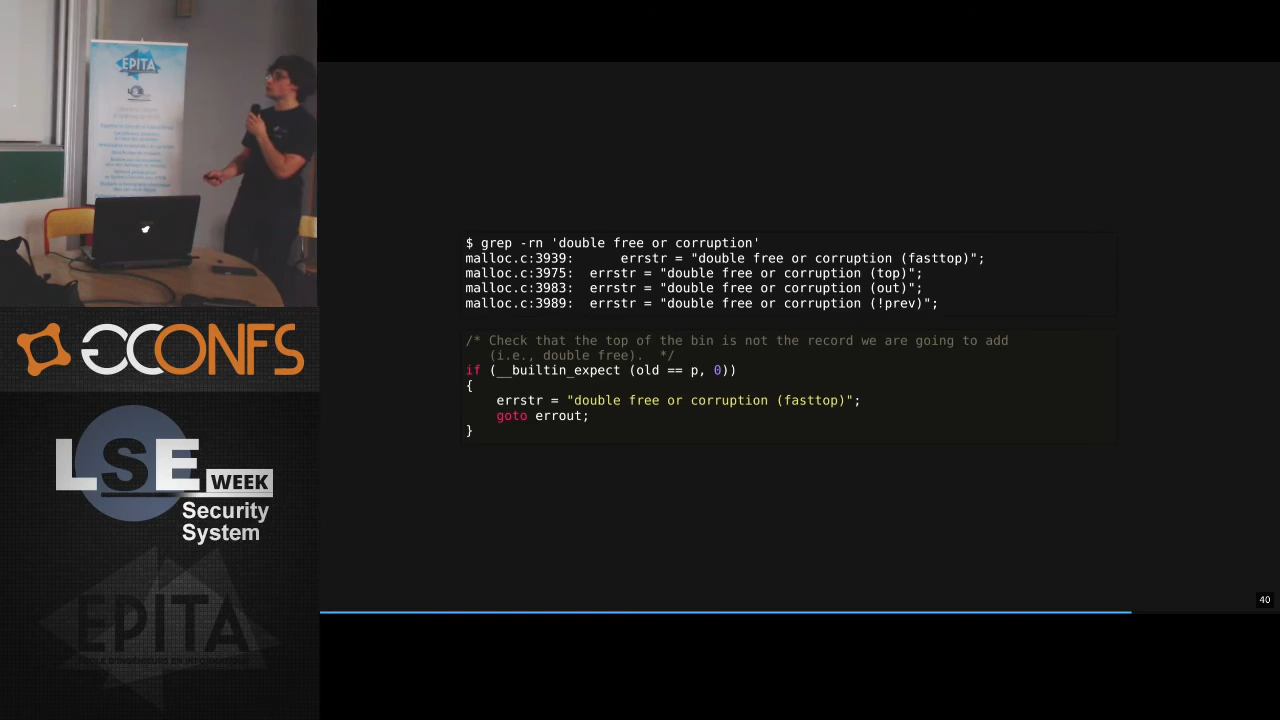 EPITA
$ grep -rn 'double free or corruption'
malloc.c:3939:      errstr = "double free or corruption (fasttop)";
malloc.c:3975:  errstr = "double free or corruption (top)";
malloc.c:3983:  errstr = "double free or corruption (out)";
malloc.c:3989:  errstr = "double free or corruption (!prev)";
/* Check that the top of the bin is not the record we are going to add
   (i.e., double free).  */
if (__builtin_expect (old == p, 0))
{
    errstr = "double free or corruption (fasttop)";
    goto errout;
}
40
GCONFS
LSE WEEK
Security
System
EPITA